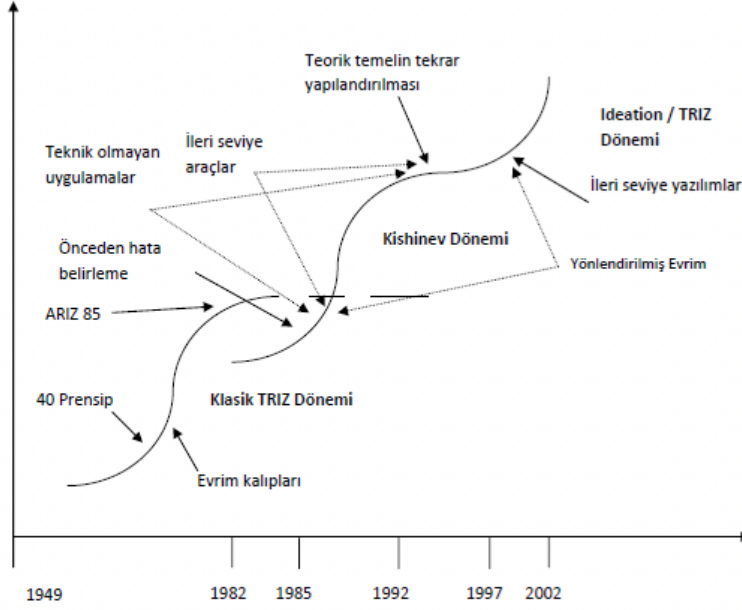 Teorik temelin tekrar
yapılandırılması
Ideation / TRIZ
Dönemi
İleri seviye
araçlar
Teknik olmayan
uygulamalar
İleri seviye yazılımlar
Kishinev Dönemi
Önceden hata
belirleme
Yönlendirilmiş Evrim
ARIZ 85
40 Prensip
Klasik TRIZ Dönemi
Evrim kalıpları
1949 1982 1985 1992 1997 2002